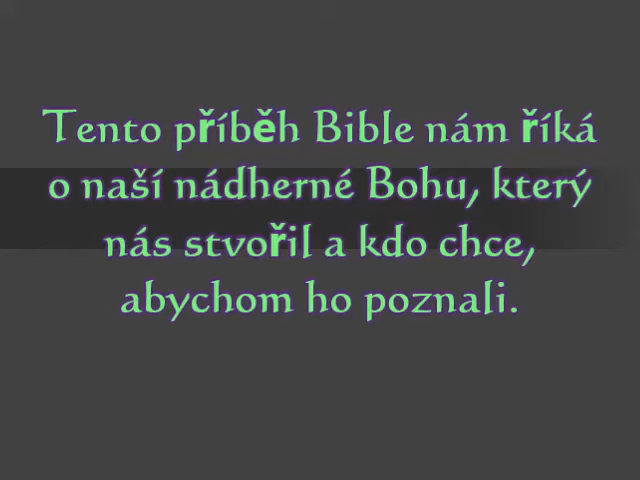 Tento příběh Bible nám říká
o naší nádherné Bohu, který
nás stvořil a kdo chce,
abychom ho poznali.